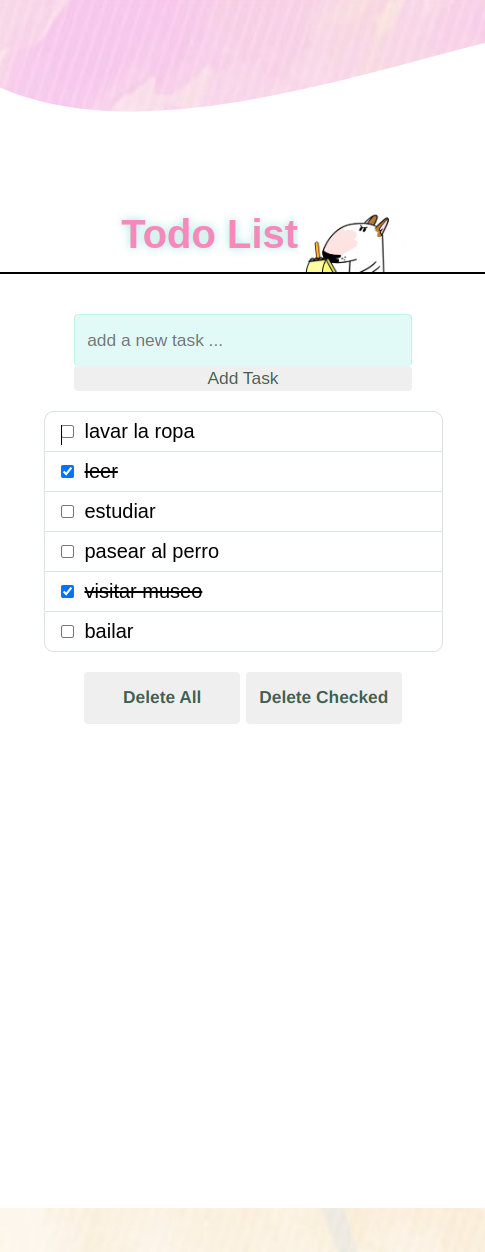 Todo List
add a new task ...
Add Task
lavar la ropa
leer
estudiar
pasear al perro
visitar museo
bailar
Delete All Delete Checked